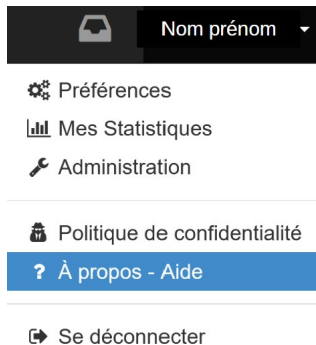 Nom prénom
Préférences
Mes Statistiques
Administration
Politique de confidentialité
? À propos - Aide
Se déconnecter